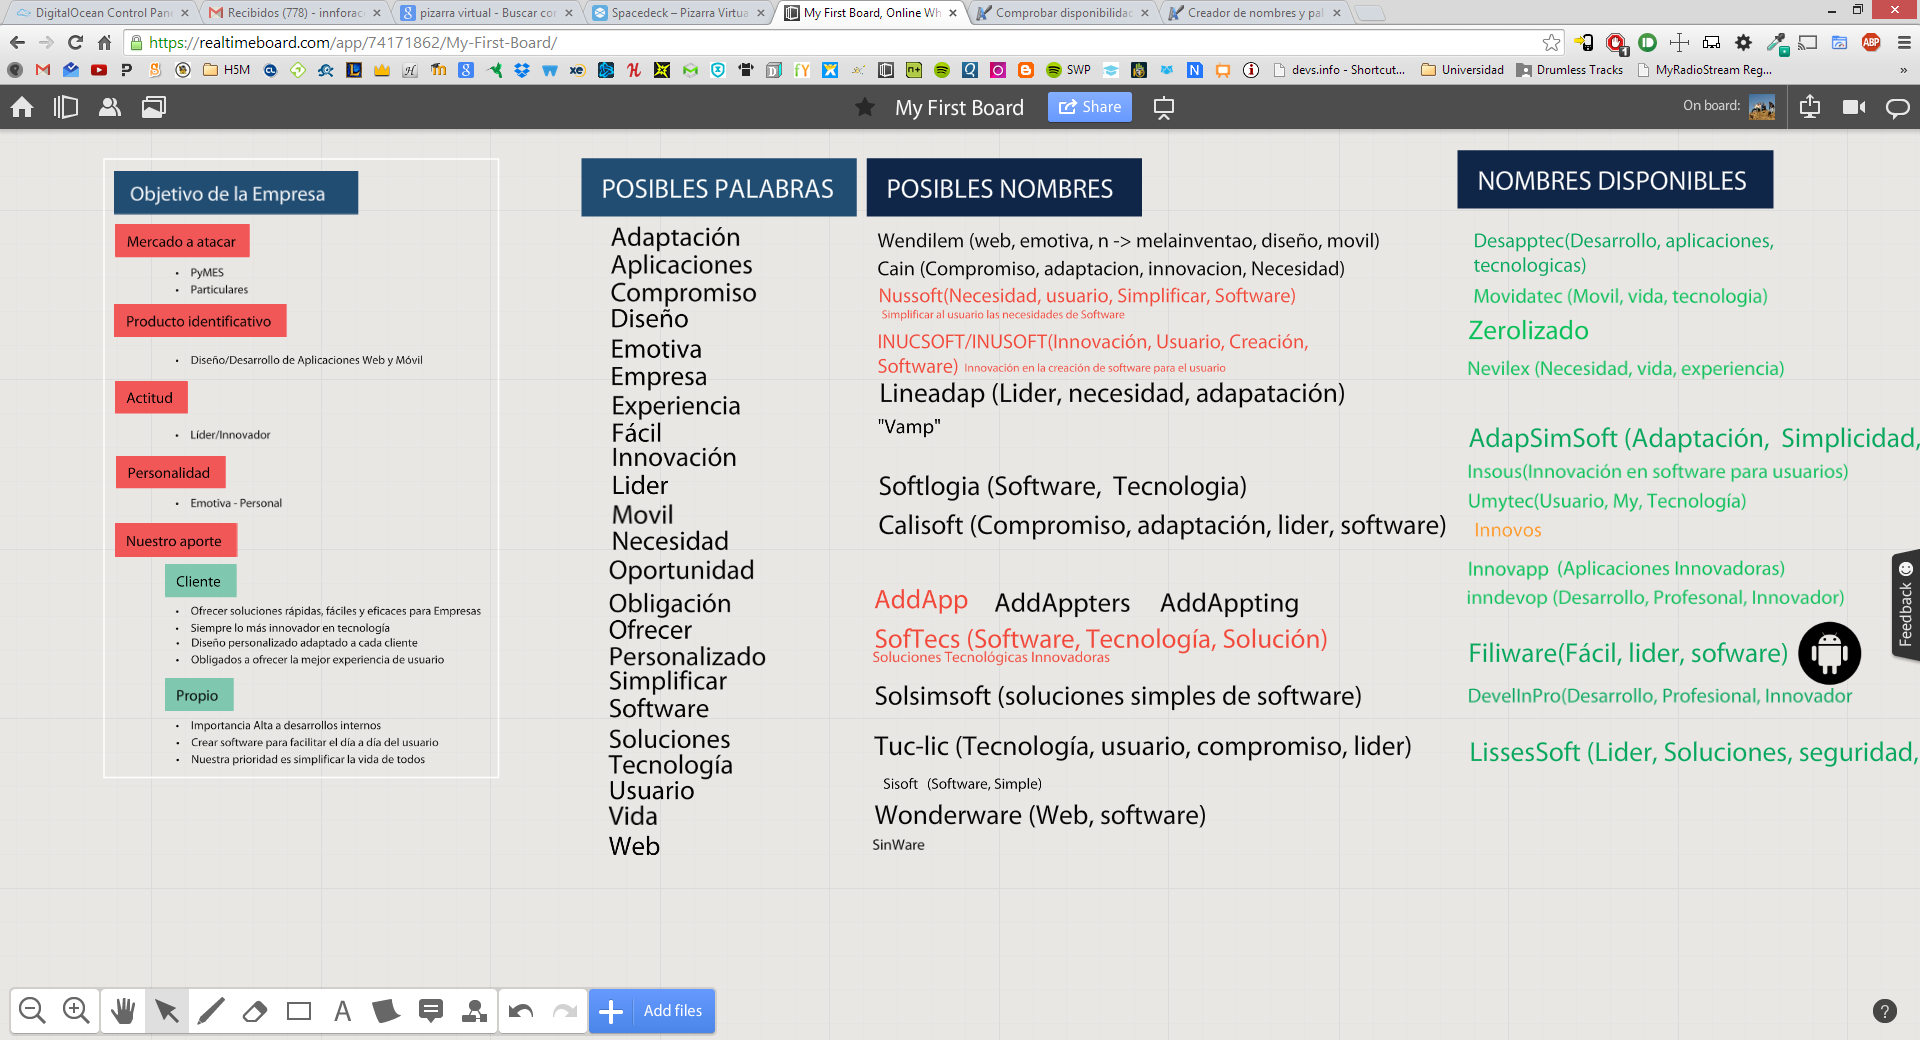 DigitalOcean Control Pan
Recibidos (778) - innforac
pizarra virtual - Buscar co
Spacedeck – Pizarra Virtua
My First Board, Online Wh
Comprobar disponibilidad
Creador de nombres y pal
https://realtimeboard.com/app/74171862/My-First-Board/
H5M
SWP
devs.info - Shortcut...
Universidad
Drumless Tracks
MyRadioStream Reg...
My First Board
Share
On board:
Objetivo de la Empresa
Mercado a atacar
• PyMES
• Particulares
Producto identificativo
• Diseño/Desarrollo de Aplicaciones Web y Móvil
Actitud
• Líder/Innovador
Personalidad
• Emotiva - Personal
Nuestro aporte
Cliente
• Ofrecer soluciones rápidas, fáciles y eficaces para Empresas
• Siempre lo más innovador en tecnología
• Diseño personalizado adaptado a cada cliente
• Obligados a ofrecer la mejor experiencia de usuario
Propio
• Importancia Alta a desarrollos internos
• Crear software para facilitar el día a día del usuario
• Nuestra prioridad es simplificar la vida de todos
POSIBLES PALABRAS
Adaptación
Aplicaciones
Compromiso
Diseño
Emotiva
Empresa
Experiencia
Fácil
Innovación
Lider
Movil
Necesidad
Oportunidad
Obligación
Ofrecer
Personalizado
Simplificar
Software
Soluciones
Tecnología
Usuario
Vida
Web
POSIBLES NOMBRES
Wendilem (web, emotiva, n -> melainventao, diseño, movil)
Cain (Compromiso, adaptacion, innovacion, Necesidad)
Nussoft(Necesidad, usuario, Simplificar, Software)
Simplificar al usuario las necesidades de Software
INUCSOFT/INUSOFT(Innovación, Usuario, Creación,
Software) Innovación en la creación de software para el usuario
Lineadap (Lider, necesidad, adapatación)
"Vamp"
Softlogia (Software, Tecnologia)
Calisoft (Compromiso, adaptación, lider, software)
AddApp AddAppters AddAppting
SofTecs (Software, Tecnología, Solución)
Soluciones Tecnológicas Innovadoras
Solsimsoft (soluciones simples de software)
Tuc-lic (Tecnología, usuario, compromiso, lider)
Sisoft (Software, Simple)
Wonderware (Web, software)
SinWare
NOMBRES DISPONIBLES
Desapptec(Desarrollo, aplicaciones,
tecnologicas)
Movidatec (Movil, vida, tecnologia)
Zerolizado
Nevilex (Necesidad, vida, experiencia)
AdapSimSoft (Adaptación, Simplicidad,
Insous(Innovación en software para usuarios)
Umytec(Usuario, My, Tecnología)
Innovos
Innovapp (Aplicaciones Innovadoras)
inndevop (Desarrollo, Profesonal, Innovador)
Filiware(Fácil, lider, sofware)
DevelInPro(Desarrollo, Profesional, Innovador
LissesSoft (Lider, Soluciones, seguridad,
Feedback
Add files